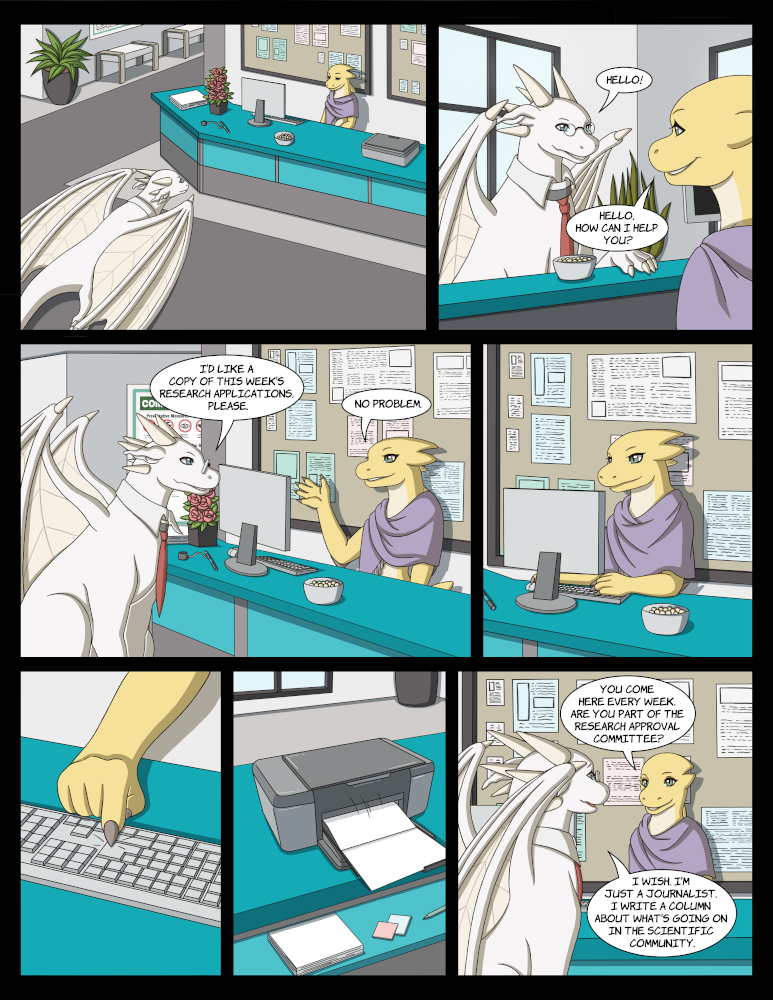 HELLO!
HELLO.
HOW CAN I HELP
YOU?
I'D LIKE A
COPY OF THIS WEEK'S
RESEARCH APPLICATIONS,
PLEASE.
NO PROBLEM.
YOU COME
HERE EVERY WEEK.
ARE YOU PART OF THE
RESEARCH APPROVAL
COMMITTEE?
I WISH. I'M
JUST A JOURNALIST.
I WRITE A COLUMN
ABOUT WHAT'S GOING ON
IN THE SCIENTIFIC
COMMUNITY.